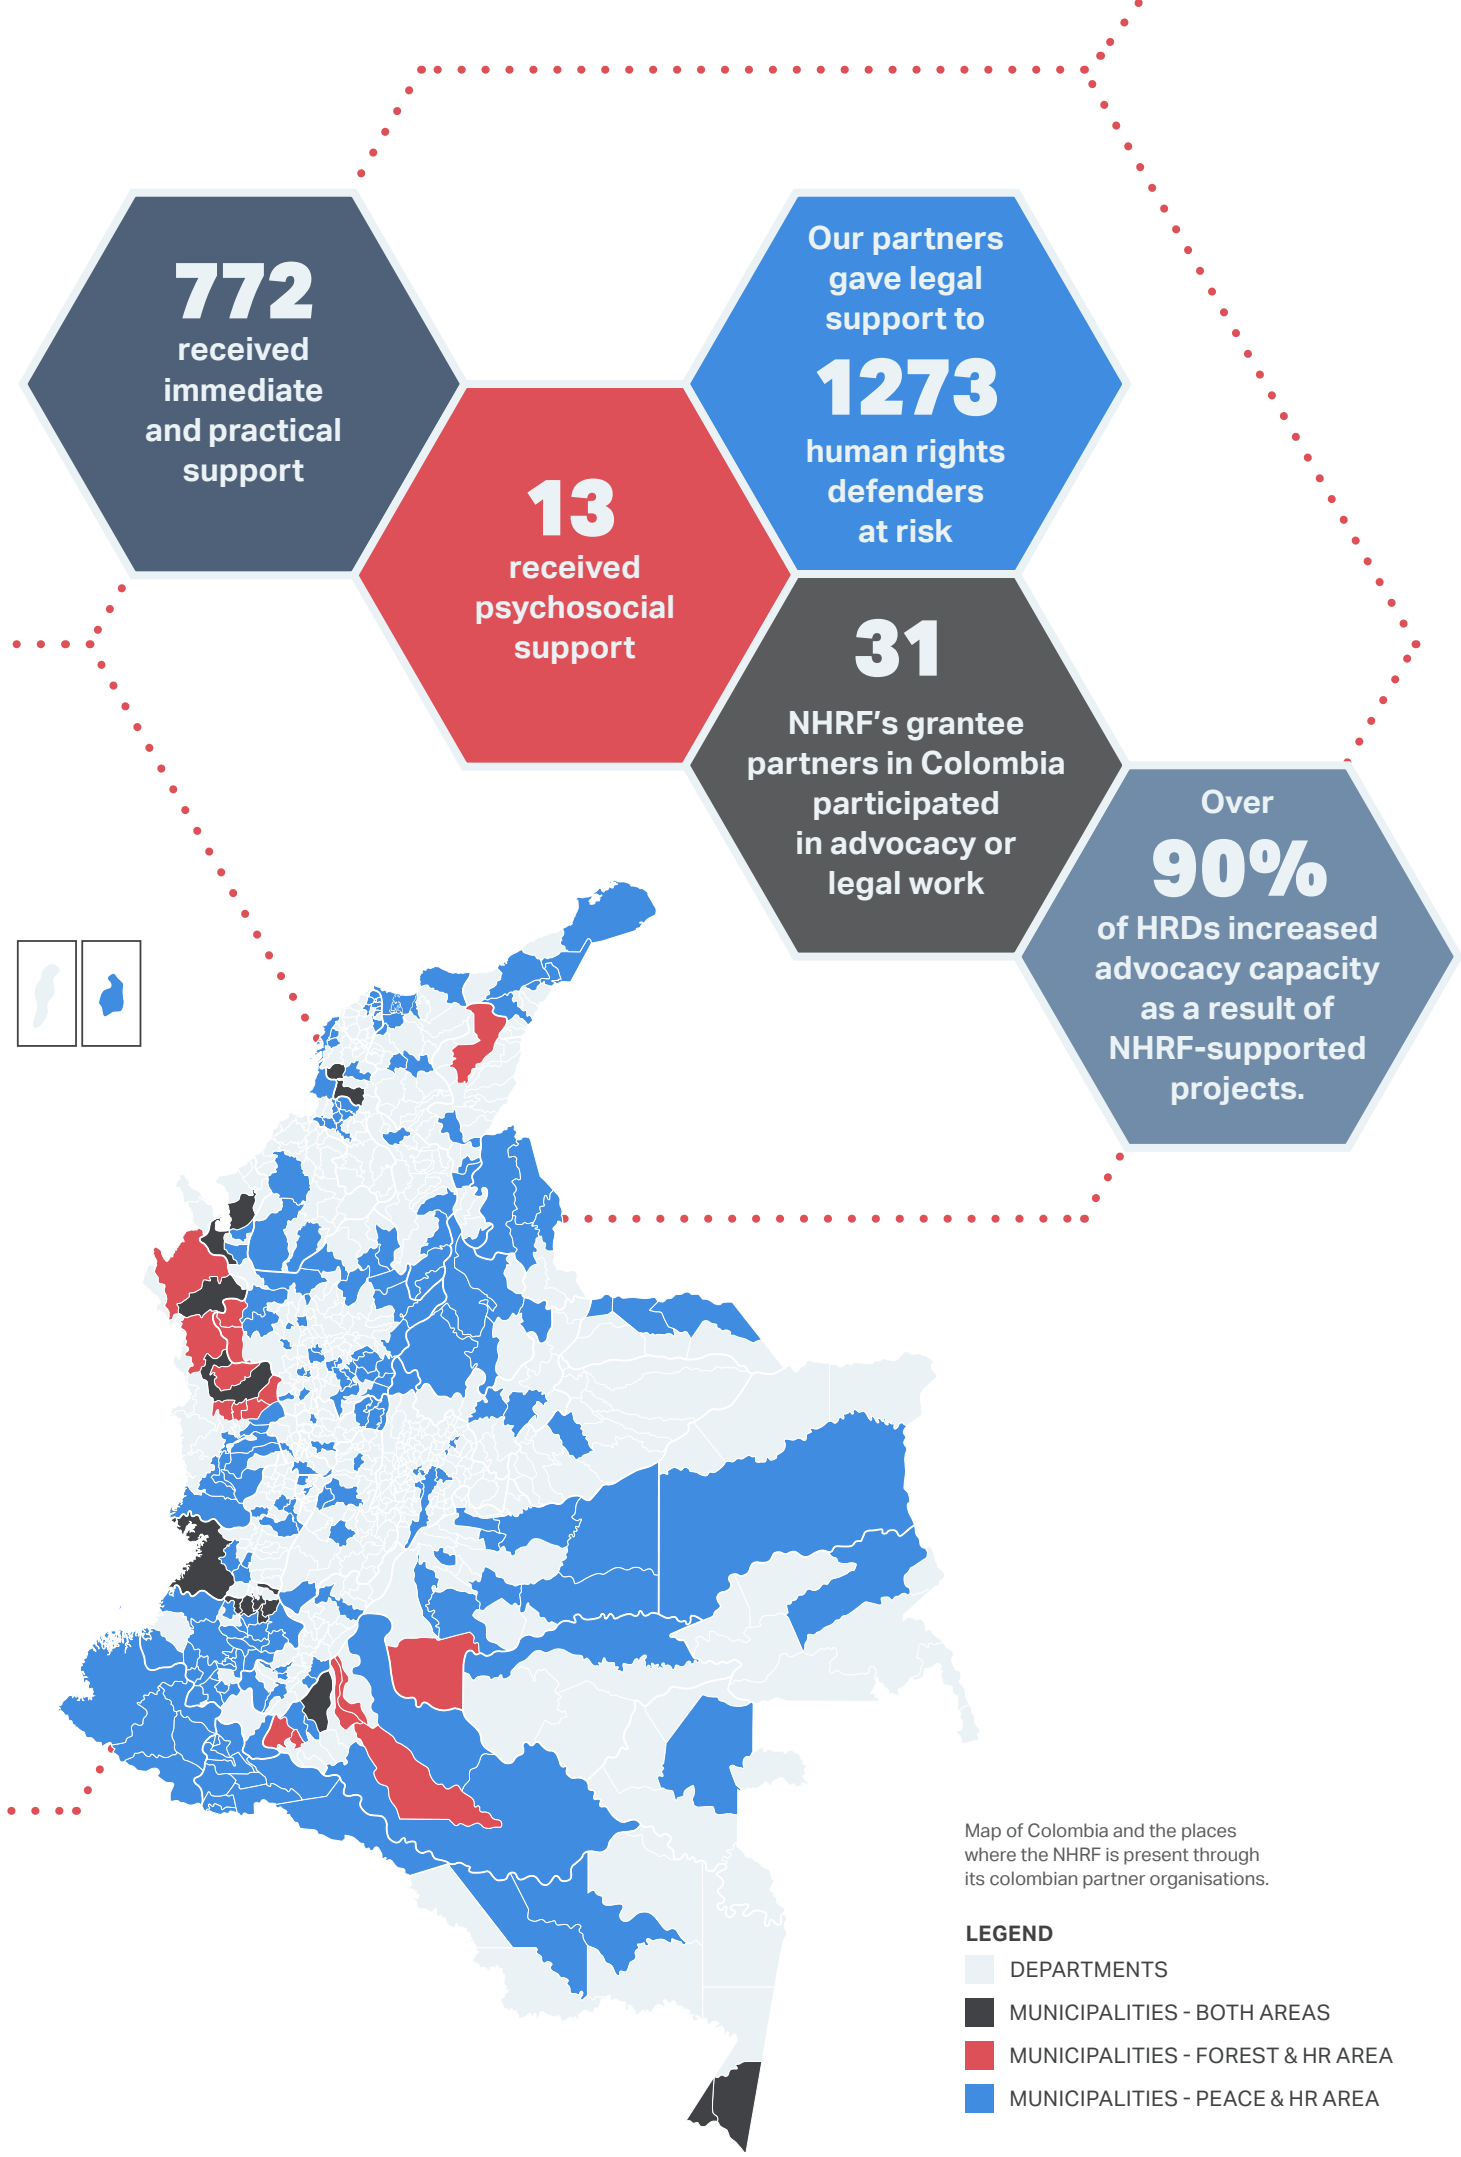 772
received
immediate
and practical
support
13
received
psychosocial
support
Our partners
gave legal
support to
1273
human rights
defenders
at risk
31
NHRF’s grantee
partners in Colombia
participated
in advocacy or
legal work
Over
90%
of HRDs increased
advocacy capacity
as a result of
NHRF-supported
projects.
Map of Colombia and the places
where the NHRF is present through
its colombian partner organisations.
LEGEND
DEPARTMENTS
MUNICIPALITIES - BOTH AREAS
MUNICIPALITIES - FOREST & HR AREA
MUNICIPALITIES - PEACE & HR AREA